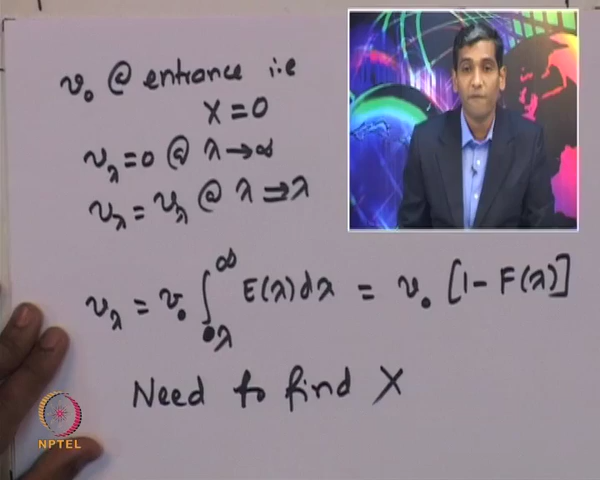 v₀ @ entrance i.e
X = 0
v_λ = 0 @ λ → ∞
v_λ = v_λ @ λ ⇒ λ
v_λ = v₀ ∫_λ^∞ E(λ)dλ = v₀ [1 - F(λ)]
Need to find X
NPTEL